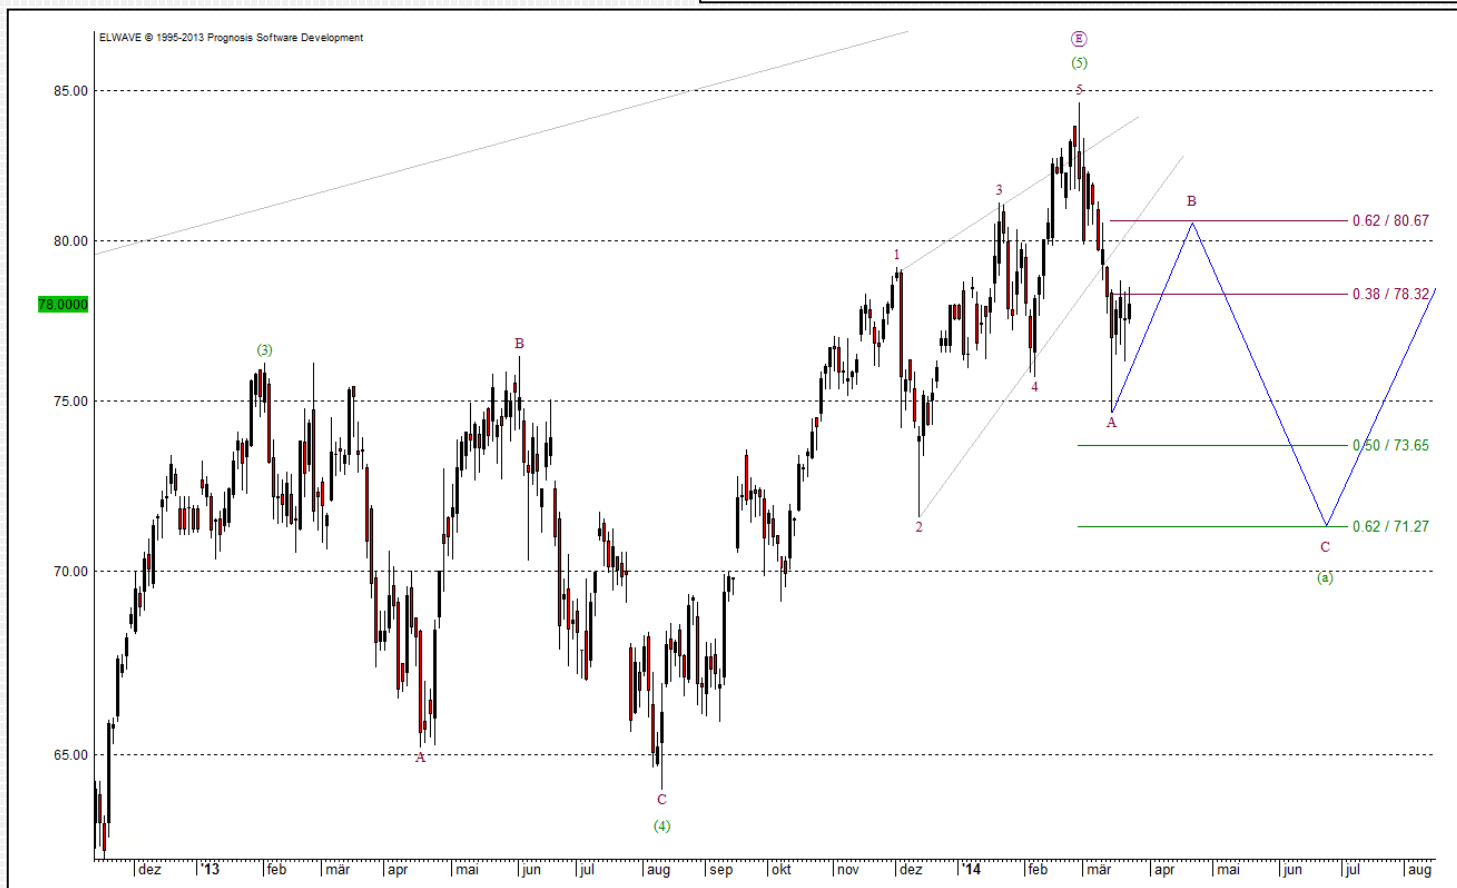 ELWAVE © 1995-2013 Prognosis Software Development
E
(5)
5
85.00
3
B
0.62 / 80.67
80.00
1
78.0000
0.38 / 78.32
(3)
B
4
75.00
A
0.50 / 73.65
2
0.62 / 71.27
C
70.00
(a)
65.00
A
C
(4)
dez '13 feb mär apr mai jun jul aug sep okt nov dez '14 feb mär apr mai jun jul aug